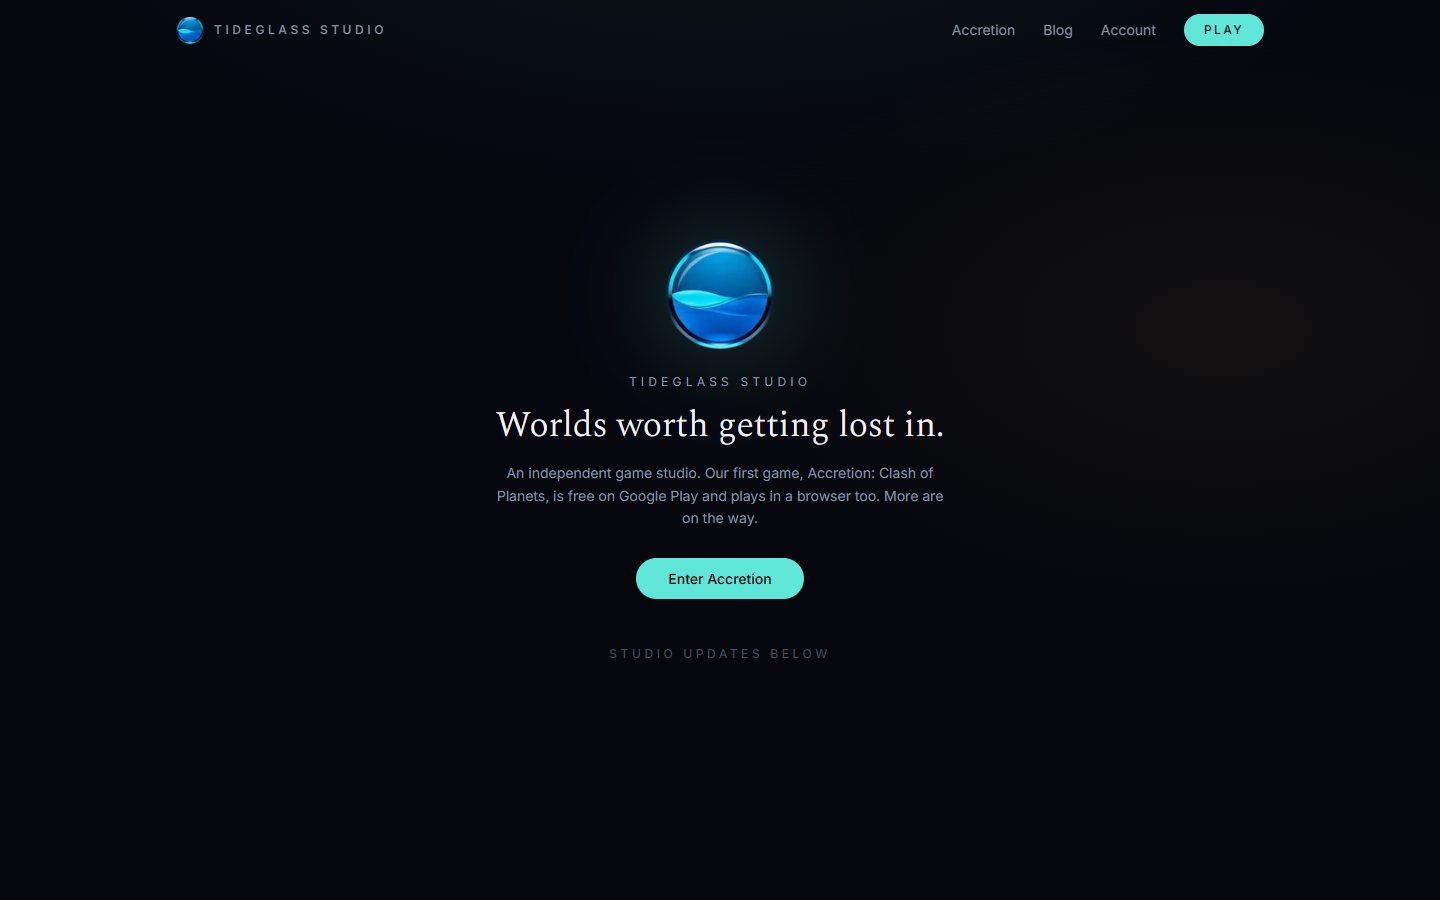 TIDEGLASS STUDIO
Accretion
Blog
Account
PLAY
TIDEGLASS STUDIO
Worlds worth getting lost in.
An independent game studio. Our first game, Accretion: Clash of
Planets, is free on Google Play and plays in a browser too. More are
on the way.
Enter Accretion
STUDIO UPDATES BELOW